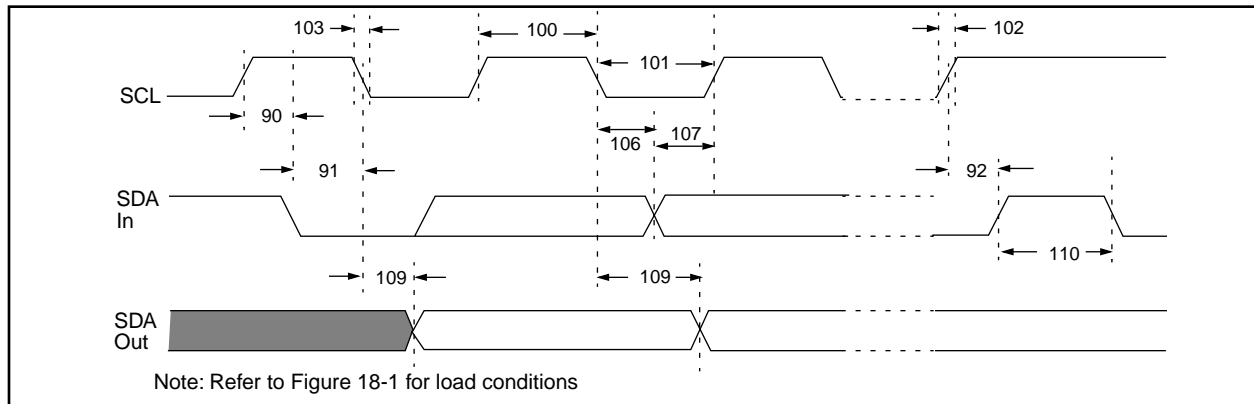 103
100
102
101
SCL
90
106
107
91
92
SDA
In
110
109
109
SDA
Out
Note: Refer to Figure 18-1 for load conditions